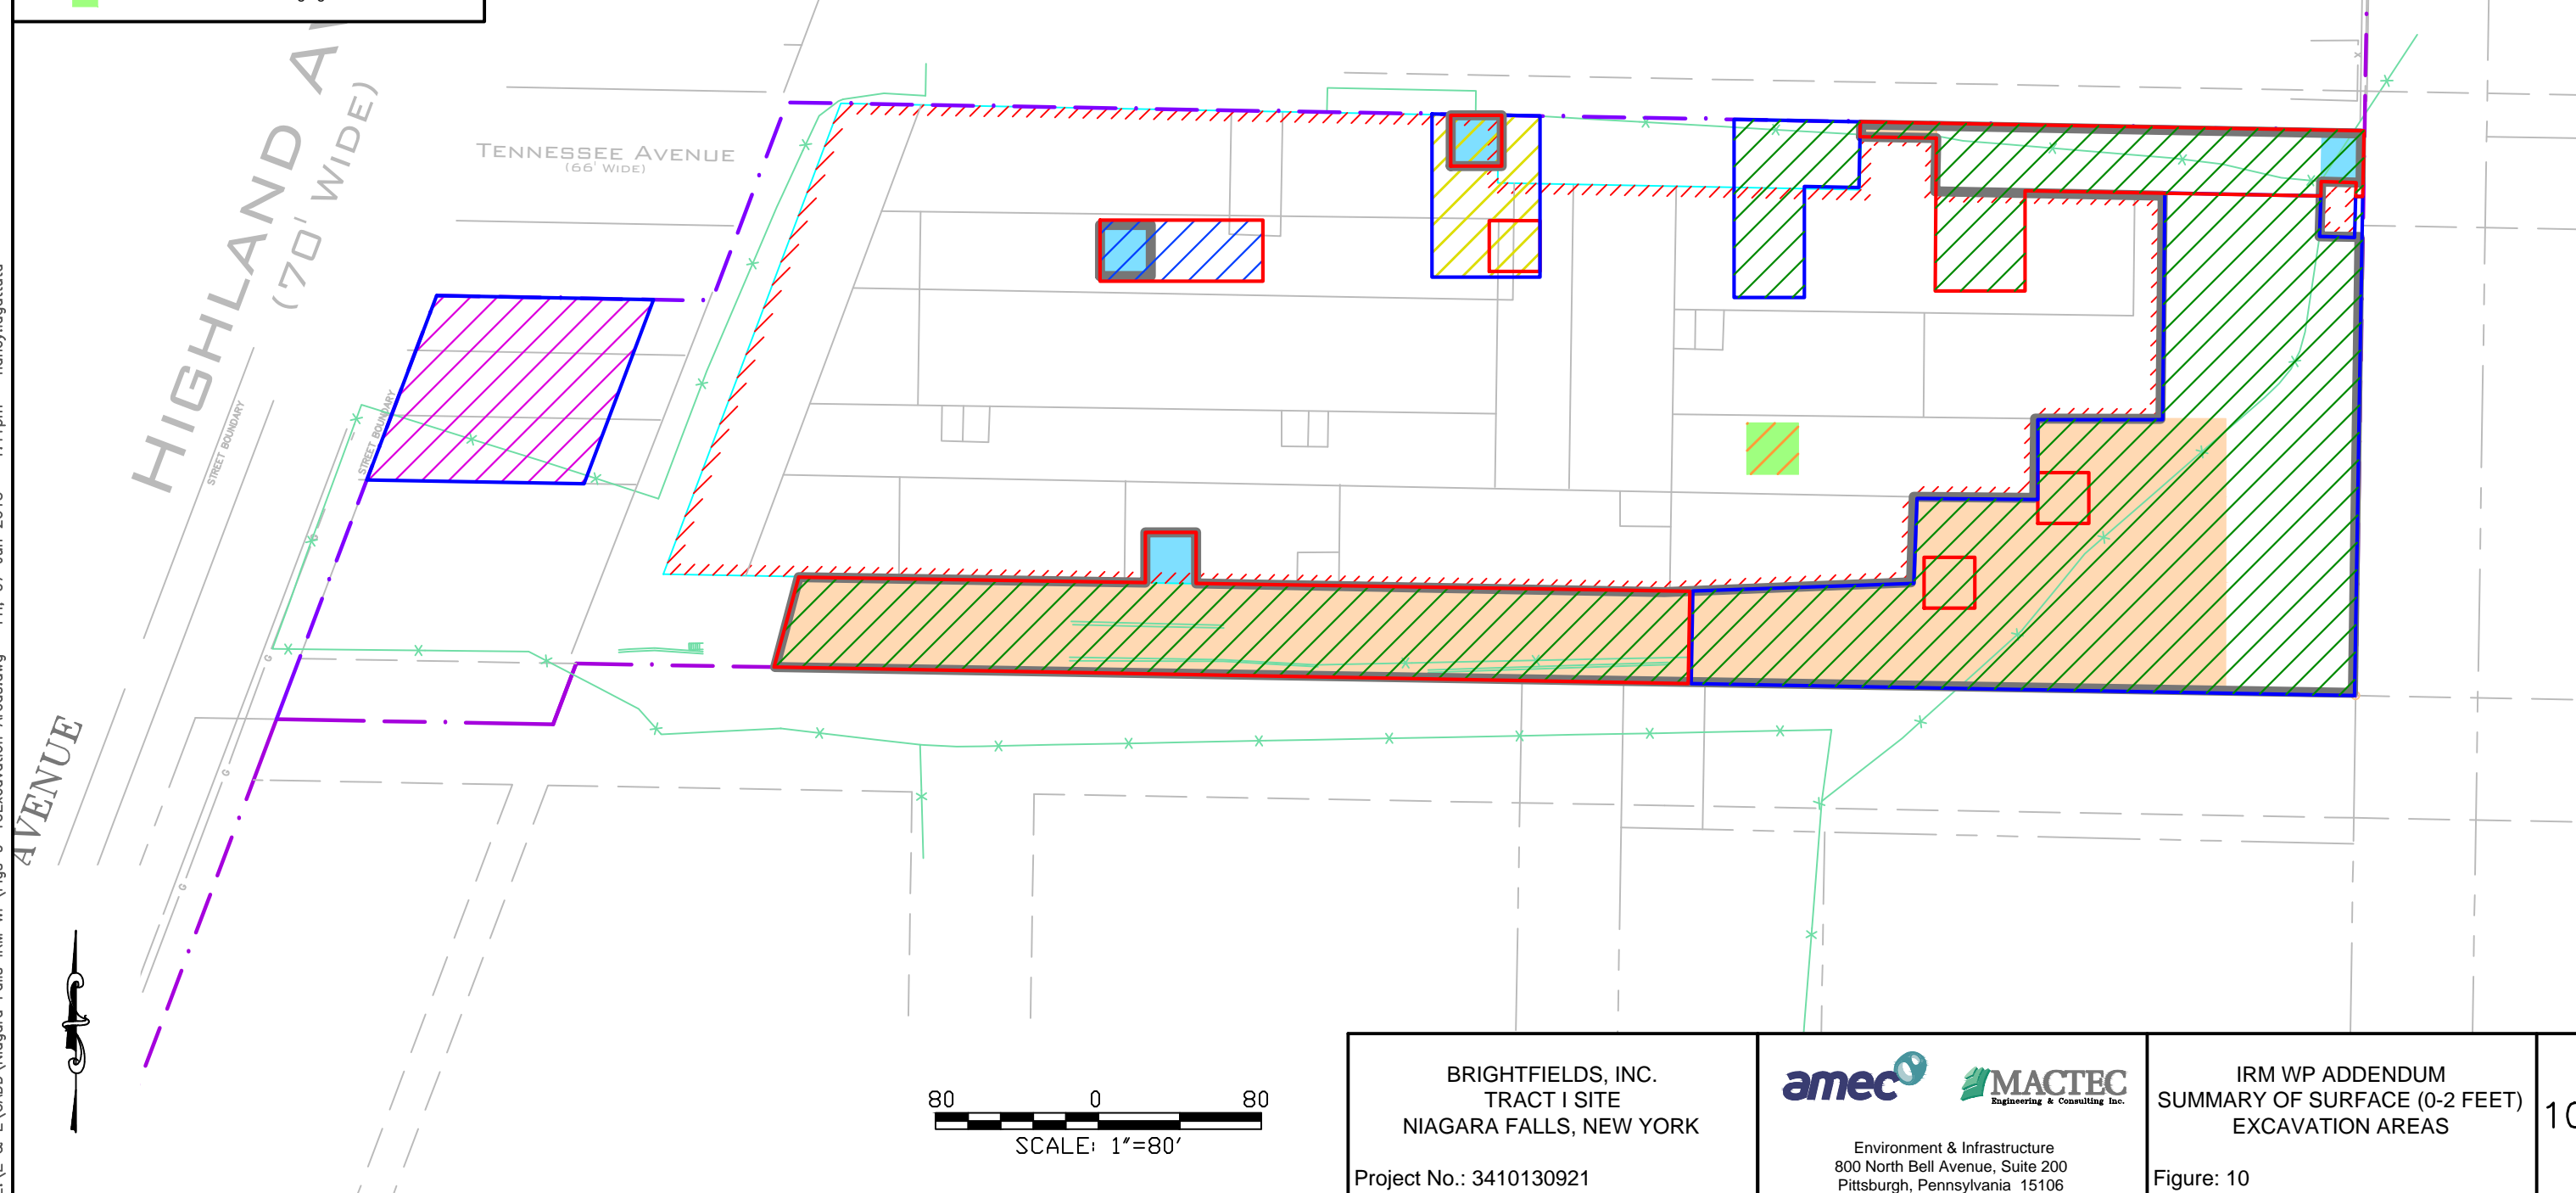 HIGHLAND AV
(70' WIDE)
TENNESSEE AVENUE
(66' WIDE)
STREET BOUNDARY
STREET BOUNDARY
AVENUE
G
G
G
G
80 0 80
SCALE: 1"=80'
BRIGHTFIELDS, INC.
TRACT I SITE
NIAGARA FALLS, NEW YORK
Project No.: 3410130921
amec
MACTEC
Engineering & Consulting Inc.
Environment & Infrastructure
800 North Bell Avenue, Suite 200
Pittsburgh, Pennsylvania 15106
IRM WP ADDENDUM
SUMMARY OF SURFACE (0-2 FEET)
EXCAVATION AREAS
Figure: 10
10